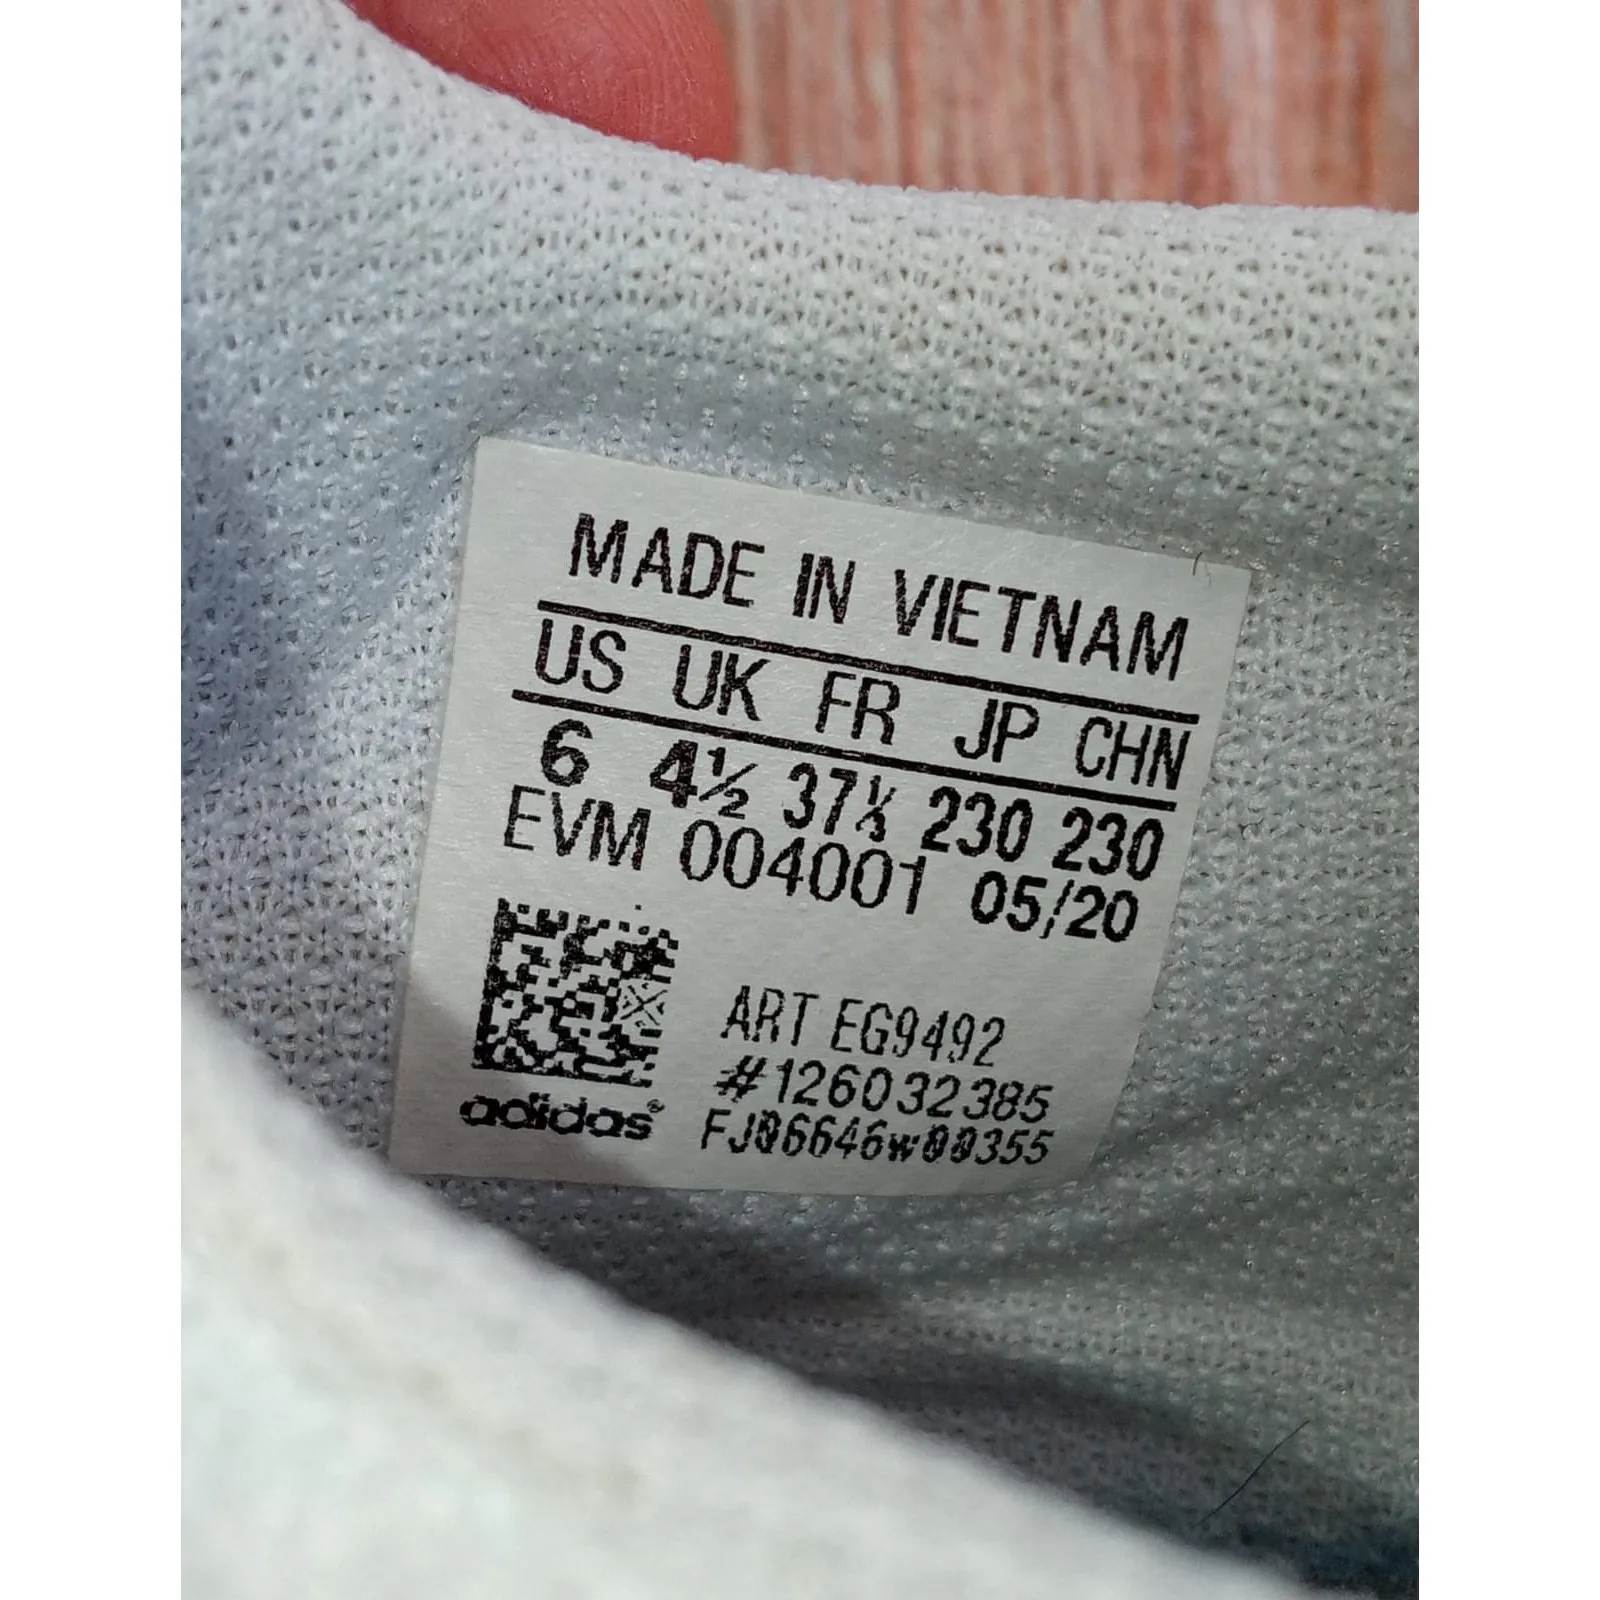 MADE IN VIETNAM
US UK FR JP CHN
6 4½ 37⅓ 230 230
EVM 004001 05/20
ART EG9492
#126032385
FJ06646w00355
adidas®